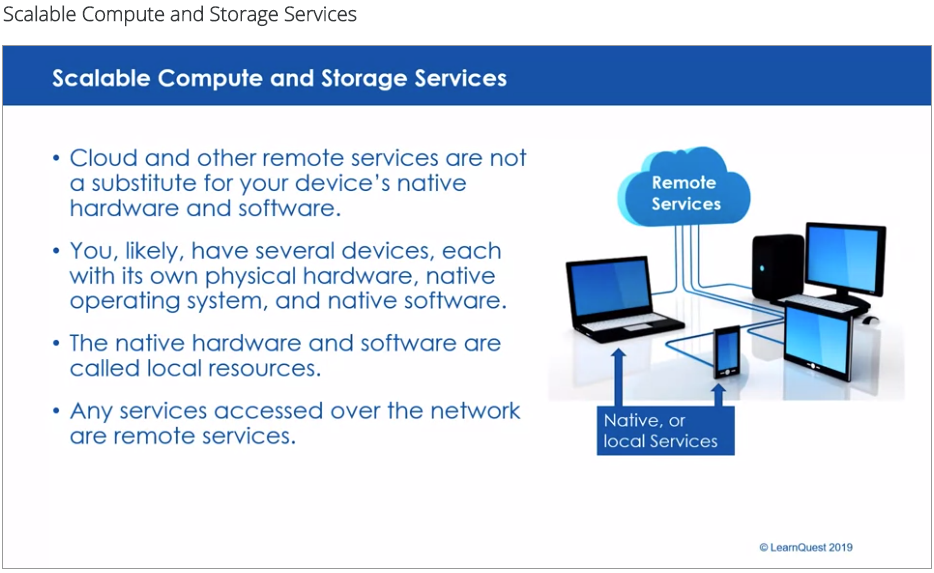 Scalable Compute and Storage Services
Scalable Compute and Storage Services
• Cloud and other remote services are not
a substitute for your device's native
hardware and software.
• You, likely, have several devices, each
with its own physical hardware, native
operating system, and native software.
• The native hardware and software are
called local resources.
• Any services accessed over the network
are remote services.
Remote
Services
Native, or
local Services
© LearnQuest 2019